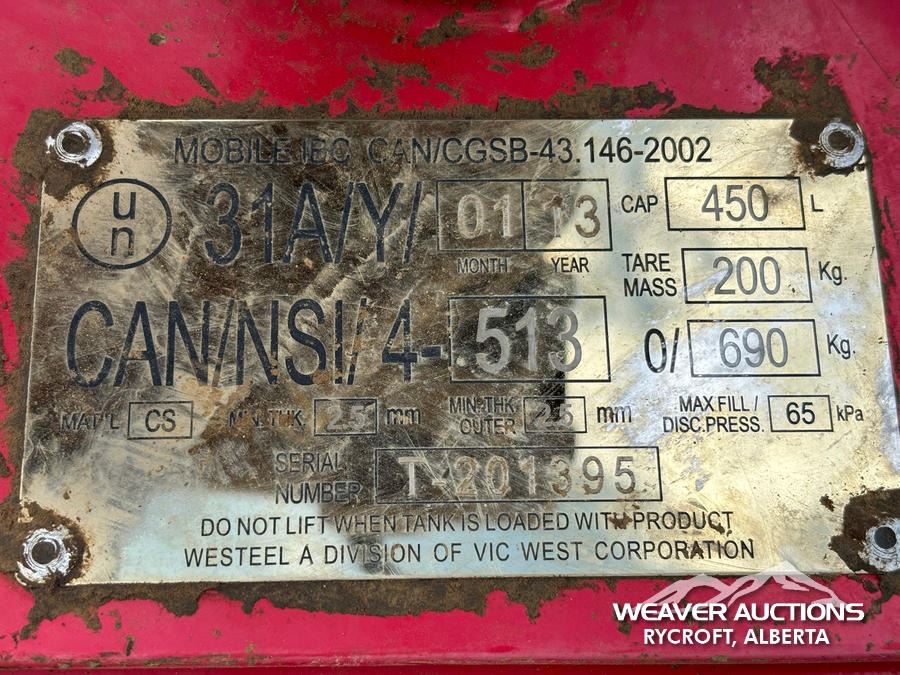 MOBILE IBC CAN/CGSB-43.146-2002
un 31A/Y/ 01 13 CAP 450 L
MONTH YEAR
TARE MASS 200 Kg.
CAN/NSI/4- 513 0/ 690 Kg.
MAT'L CS MIN. THK. 2.5 mm MIN. THK. OUTER 2.5 mm MAX FILL / DISC.PRESS. 65 kPa
SERIAL NUMBER T-201395
DO NOT LIFT WHEN TANK IS LOADED WITH PRODUCT
WESTEEL A DIVISION OF VIC WEST CORPORATION
WEAVER AUCTIONS
RYCROFT, ALBERTA